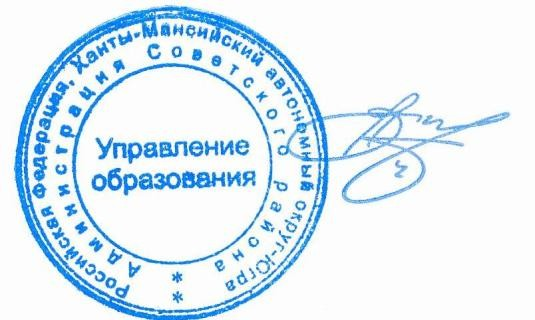 Российская Федерация, Ханты-Мансийский автономный округ-Югра
* Администрация Советского района *
Управление
образования